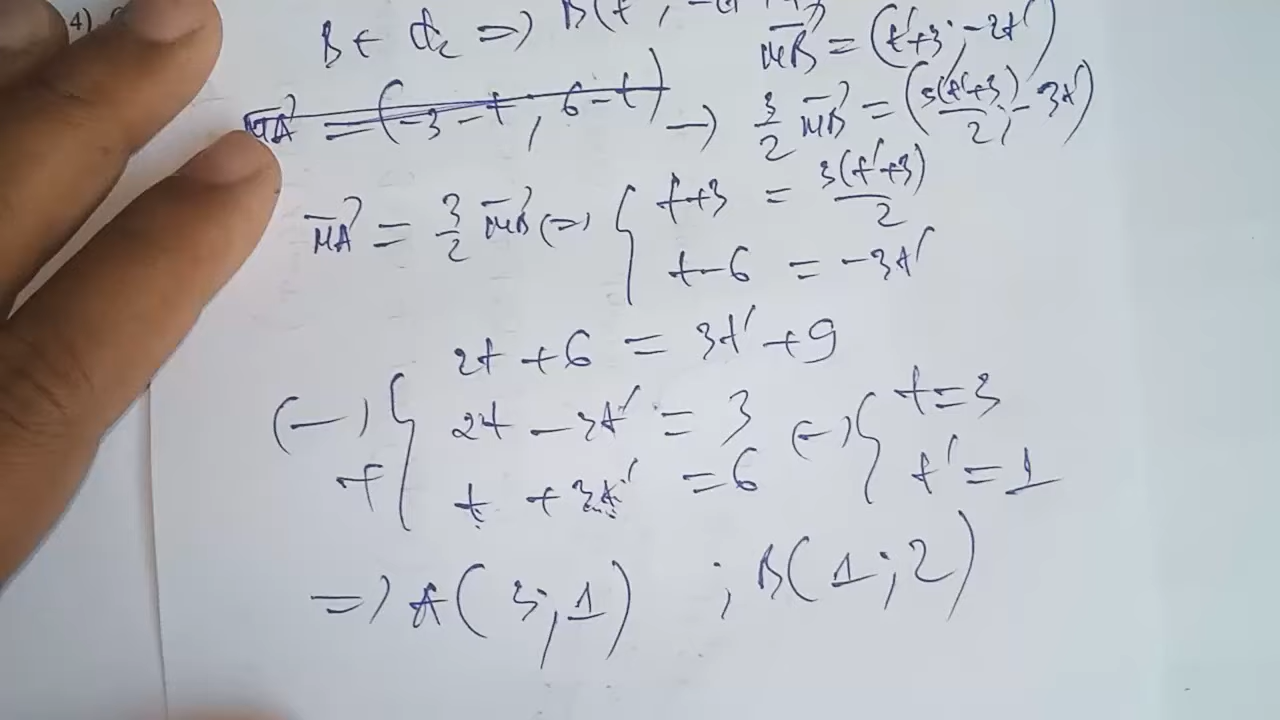 4)
B ∈ d₂ => B(t'; -2
MB⃗ = (t'+3; -2t')
MA⃗ = (-3-t; 6-t) → 3/2 MB⃗ = (3(t'+3)/2; -3t')
MA⃗ = 3/2 MB⃗ (=) { t+3 = 3(t'+3)/2
t-6 = -3t'
2t + 6 = 3t' + 9
(=) + { 2t - 3t' = 3 (=) { t = 3
t + 3t' = 6 t' = 1
=> A(3; 1) ; B(1; 2)